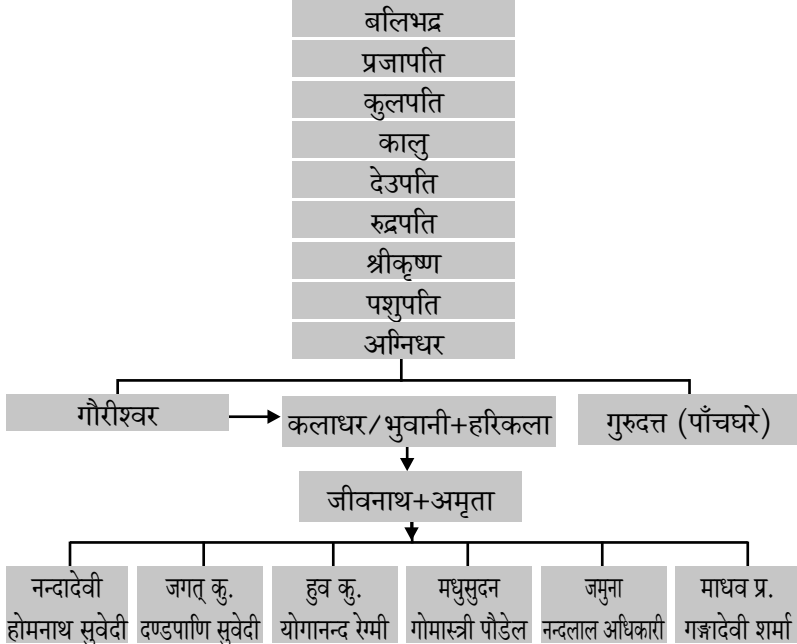 बलिभद्र
प्रजापति
कुलपति
कालु
देउपति
रुद्रपति
श्रीकृष्ण
पशुपति
अग्निधर
गौरीश्वर
कलाधर/भुवानी+हरिकला
गुरुदत्त (पाँचघरे)
जीवनाथ+अमृता
नन्दादेवी
होमनाथ सुवेदी
जगत् कु.
दण्डपाणि सुवेदी
हुव कु.
योगानन्द रेग्मी
मधुसुदन
गोमास्त्री पौडेल
जमुना
नन्दलाल अधिकारी
माधव प्र.
गङ्गादेवी शर्मा